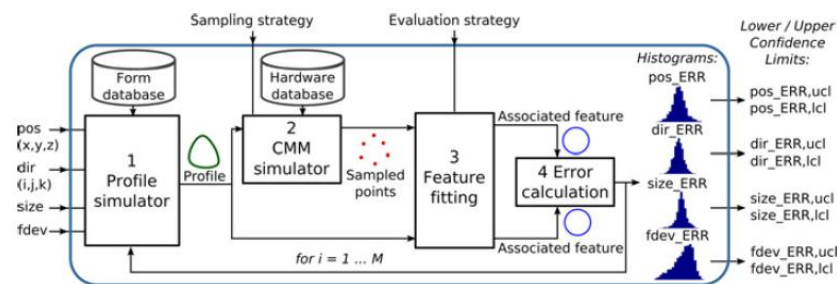 Sampling strategy
Evaluation strategy
Lower / Upper
Confidence
Limits:
Form
database
Hardware
database
Histograms:
pos_ERR
pos_ERR,ucl
pos_ERR,lcl
pos
(x,y,z)
dir
(i,j,k)
size
fdev
1
Profile
simulator
Profile
2
CMM
simulator
Sampled
points
3
Feature
fitting
Associated feature
4 Error
calculation
Associated feature
dir_ERR
dir_ERR,ucl
dir_ERR,lcl
size_ERR
size_ERR,ucl
size_ERR,lcl
fdev_ERR
fdev_ERR,ucl
fdev_ERR,lcl
for i = 1 ... M